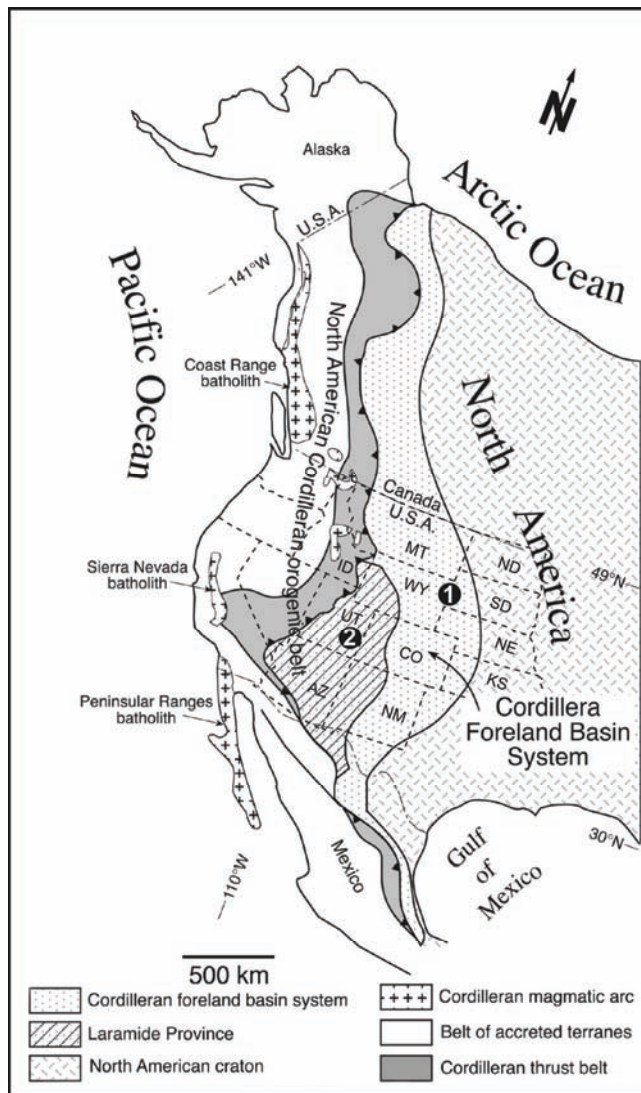 N
Alaska
U.S.A.
Arctic Ocean
141°W
Pacific Ocean
North American Cordilleran orogenic belt
Coast Range
batholith
North America
Canada
U.S.A.
MT
ND
49°N
ID
Sierra Nevada
batholith
WY
1
SD
UT
2
NE
CO
KS
AZ
NM
Peninsular Ranges
batholith
Cordillera
Foreland Basin
System
Mexico
Gulf
of
Mexico
30°N
110°W
500 km
Cordilleran foreland basin system
Laramide Province
North American craton
Cordilleran magmatic arc
Belt of accreted terranes
Cordilleran thrust belt